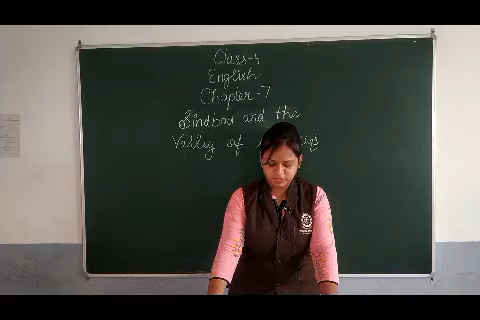 Class-4
English
Chapter-7
Sindbad and the
Valley of